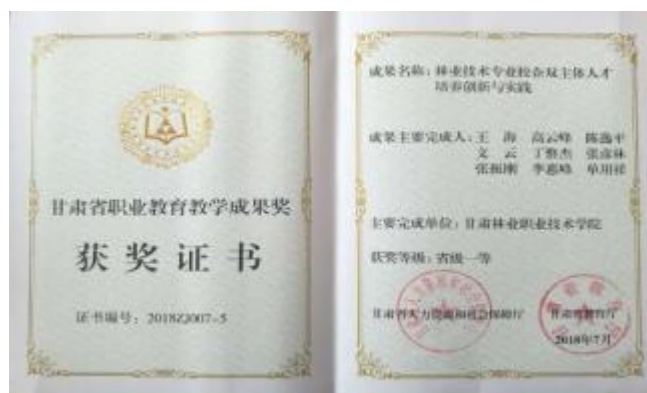 甘肃省职业教育教学成果奖
获奖证书
证书编号：2018ZJ007-5
成果名称：林业技术专业校企双主体人才
培养创新与实践
成果主要完成人：王 海 高云峰 陈逸平
文 云 丁继杰 张彦林
张振刚 李惠峰 单用祥
主要完成单位：甘肃林业职业技术学院
获奖等级：省级一等
甘肃省人力资源和社会保障厅 甘肃省教育厅
2018年7月